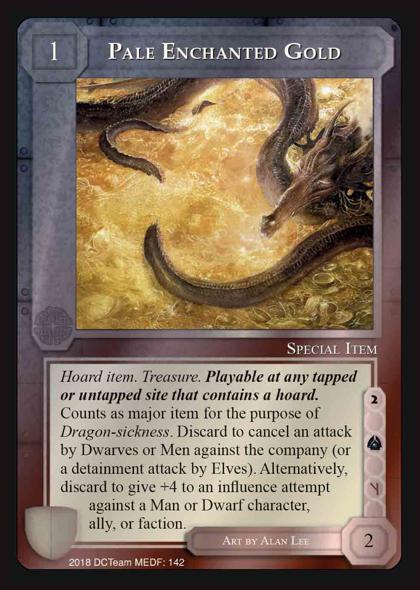 1
PALE ENCHANTED GOLD
SPECIAL ITEM
Hoard item. Treasure. Playable at any tapped
or untapped site that contains a hoard.
Counts as major item for the purpose of
Dragon-sickness. Discard to cancel an attack
by Dwarves or Men against the company (or
a detainment attack by Elves). Alternatively,
discard to give +4 to an influence attempt
against a Man or Dwarf character,
ally, or faction.
ART BY ALAN LEE
2
2018 DCTeam MEDF: 142